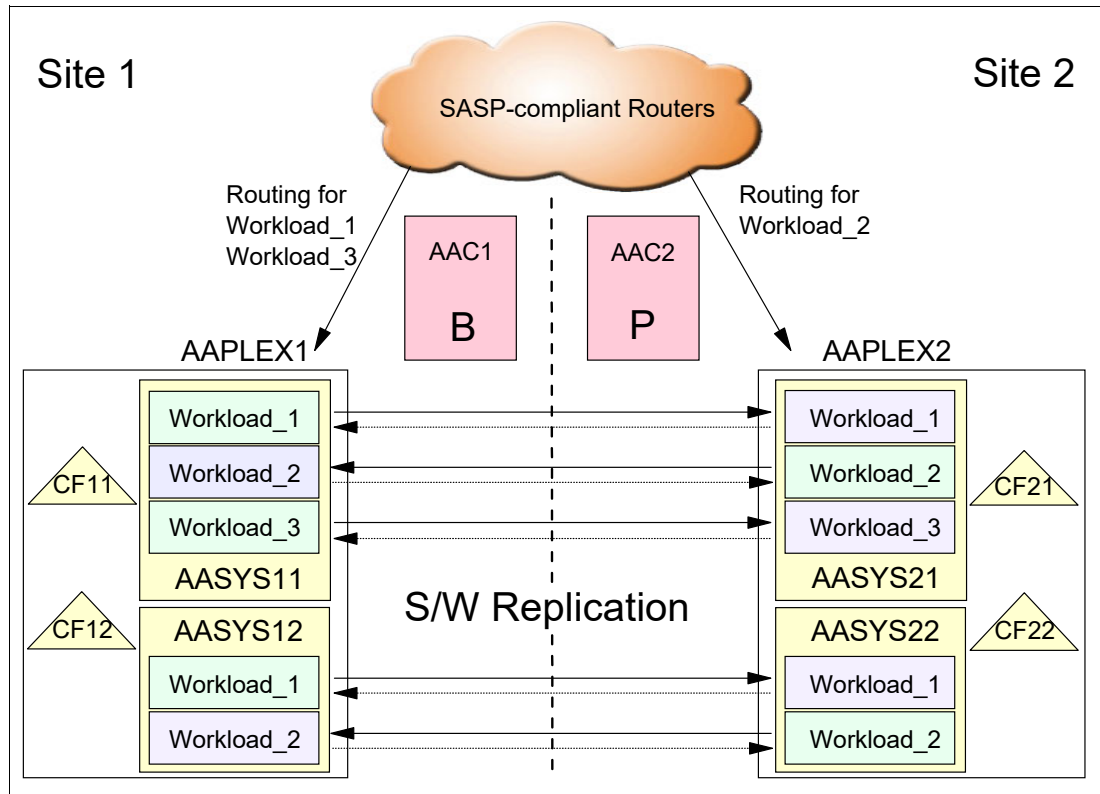 Site 1
Site 2
SASP-compliant Routers
Routing for
Workload_1
Workload_3
Routing for
Workload_2
AAC1
B
AAC2
P
AAPLEX1
AAPLEX2
Workload_1
Workload_2
Workload_3
AASYS11
CF11
CF12
AASYS12
Workload_1
Workload_2
S/W Replication
Workload_1
Workload_2
Workload_3
AASYS21
CF21
CF22
AASYS22
Workload_1
Workload_2